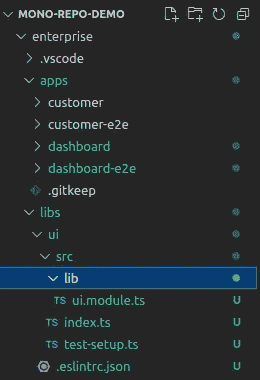 MONO-REPO-DEMO
enterprise
.vscode
apps
customer
customer-e2e
dashboard
dashboard-e2e
.gitkeep
libs
ui
src
lib
TS ui.module.ts U
TS index.ts U
TS test-setup.ts U
.eslintrc.json U